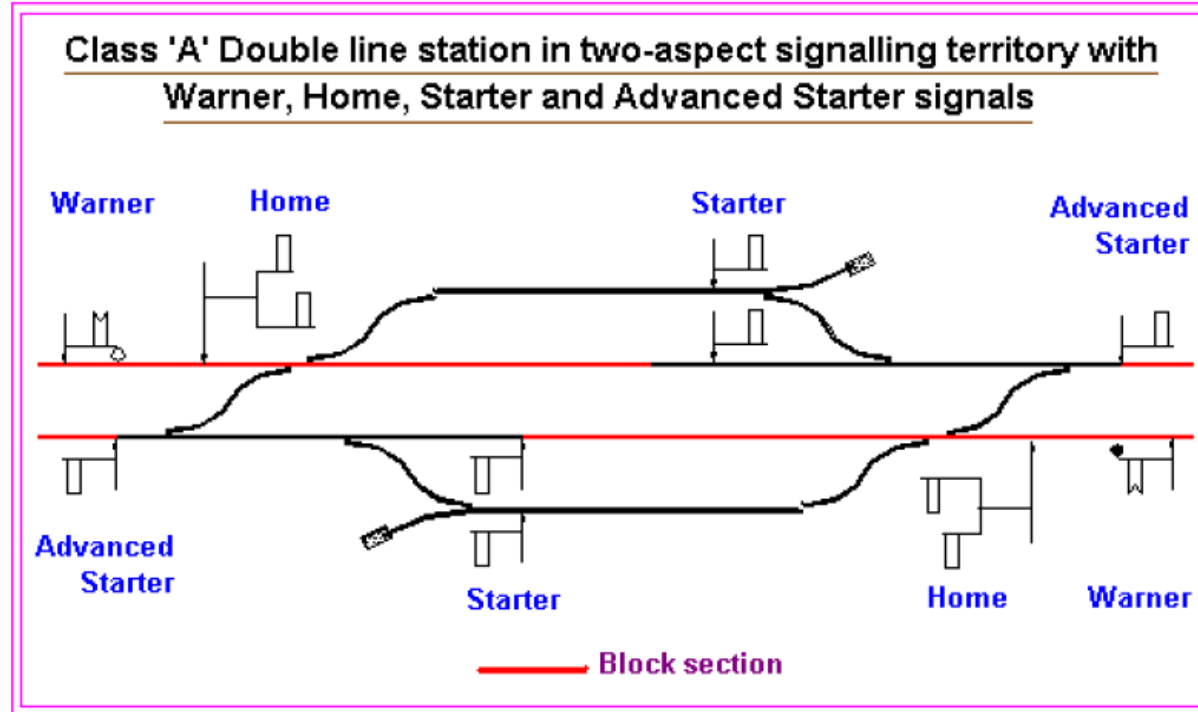 Class 'A' Double line station in two-aspect signalling territory with
Warner, Home, Starter and Advanced Starter signals
Warner
Home
Starter
Advanced
Starter
Advanced
Starter
Starter
Home
Warner
Block section